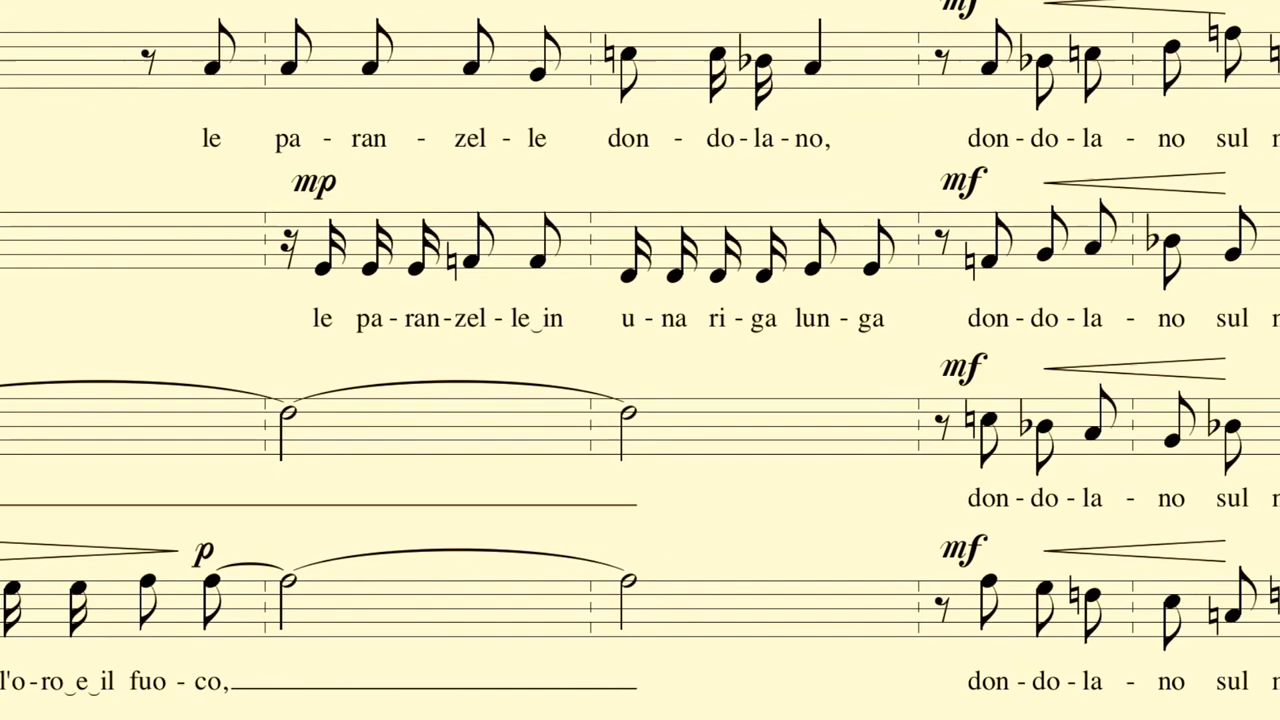 mf
le pa - ran - zel - le don - do - la - no, don - do - la - no sul
mp mf
le pa - ran - zel - le‿in u - na ri - ga lun - ga don - do - la - no sul
mf
don - do - la - no sul
p mf
l'o - ro‿e‿il fuo - co, don - do - la - no sul